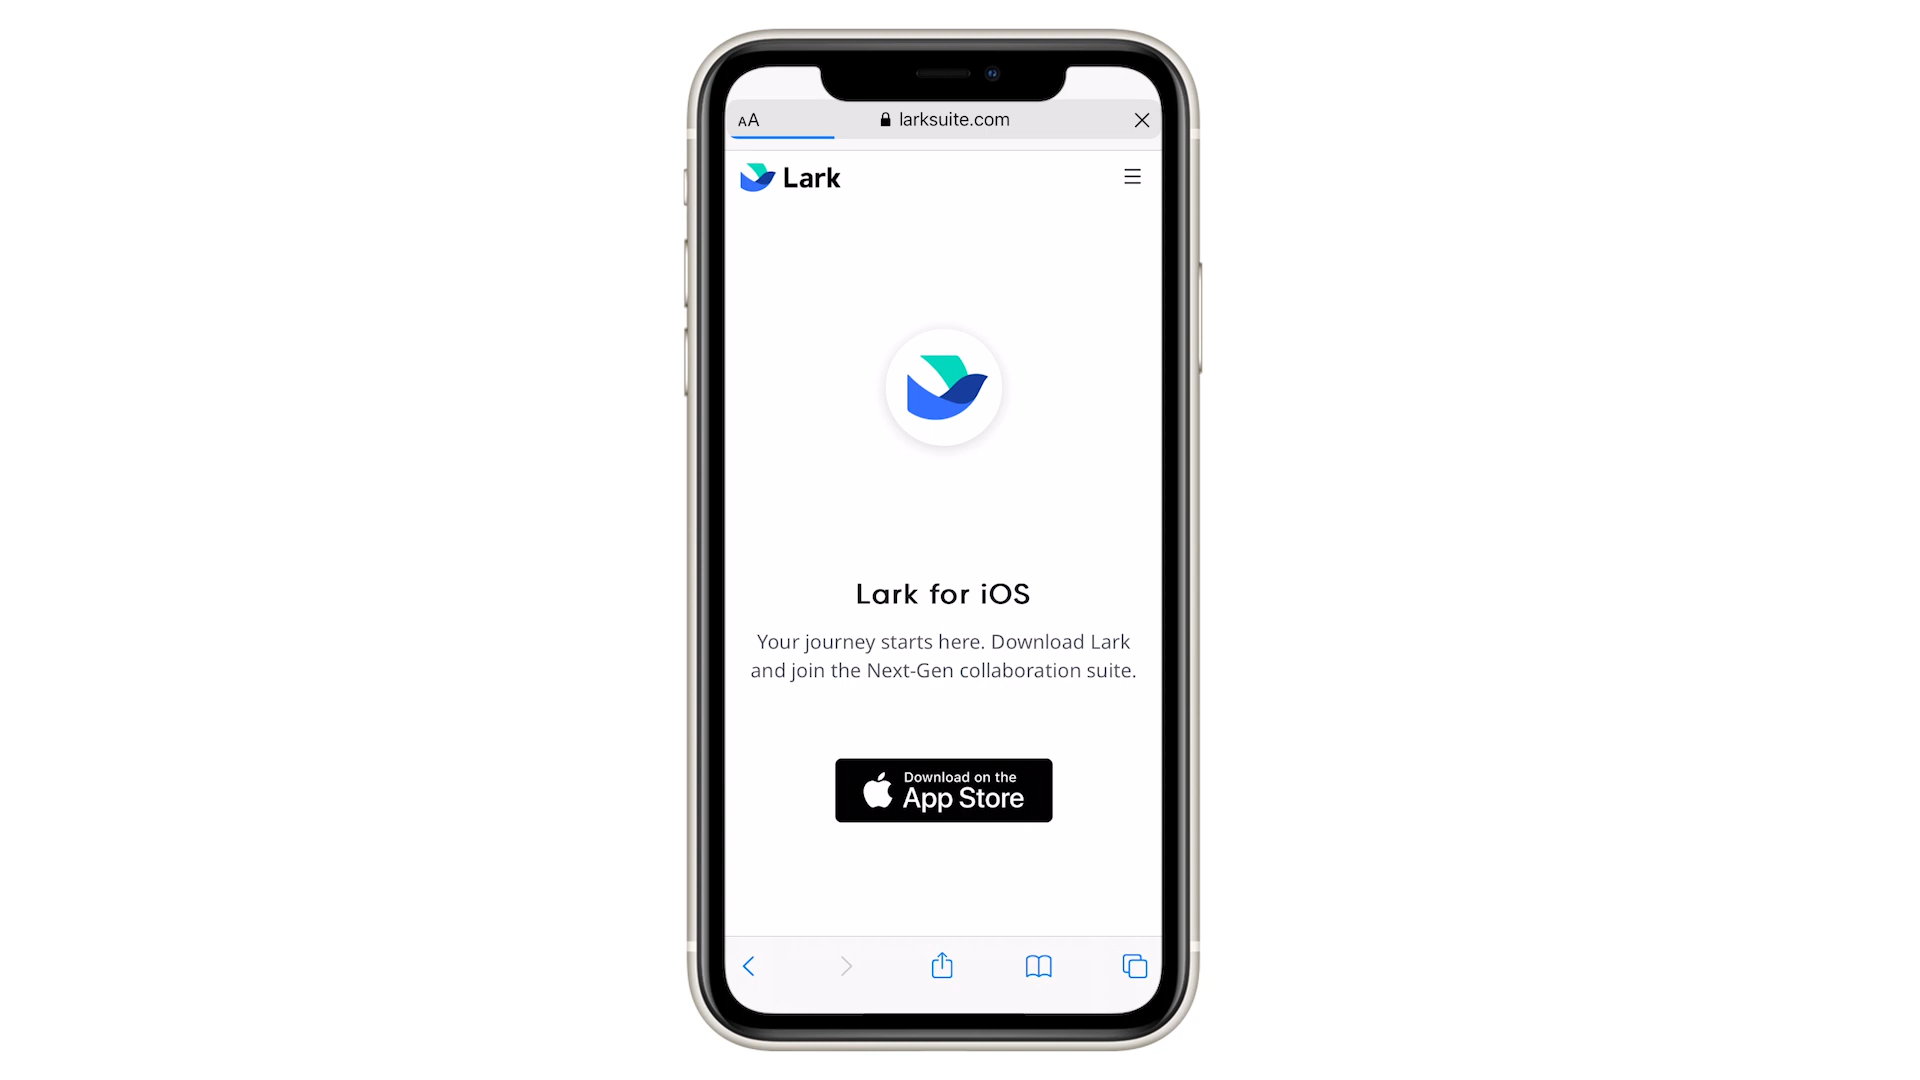 AA
larksuite.com
Lark
Lark for iOS
Your journey starts here. Download Lark
and join the Next-Gen collaboration suite.
Download on the
App Store